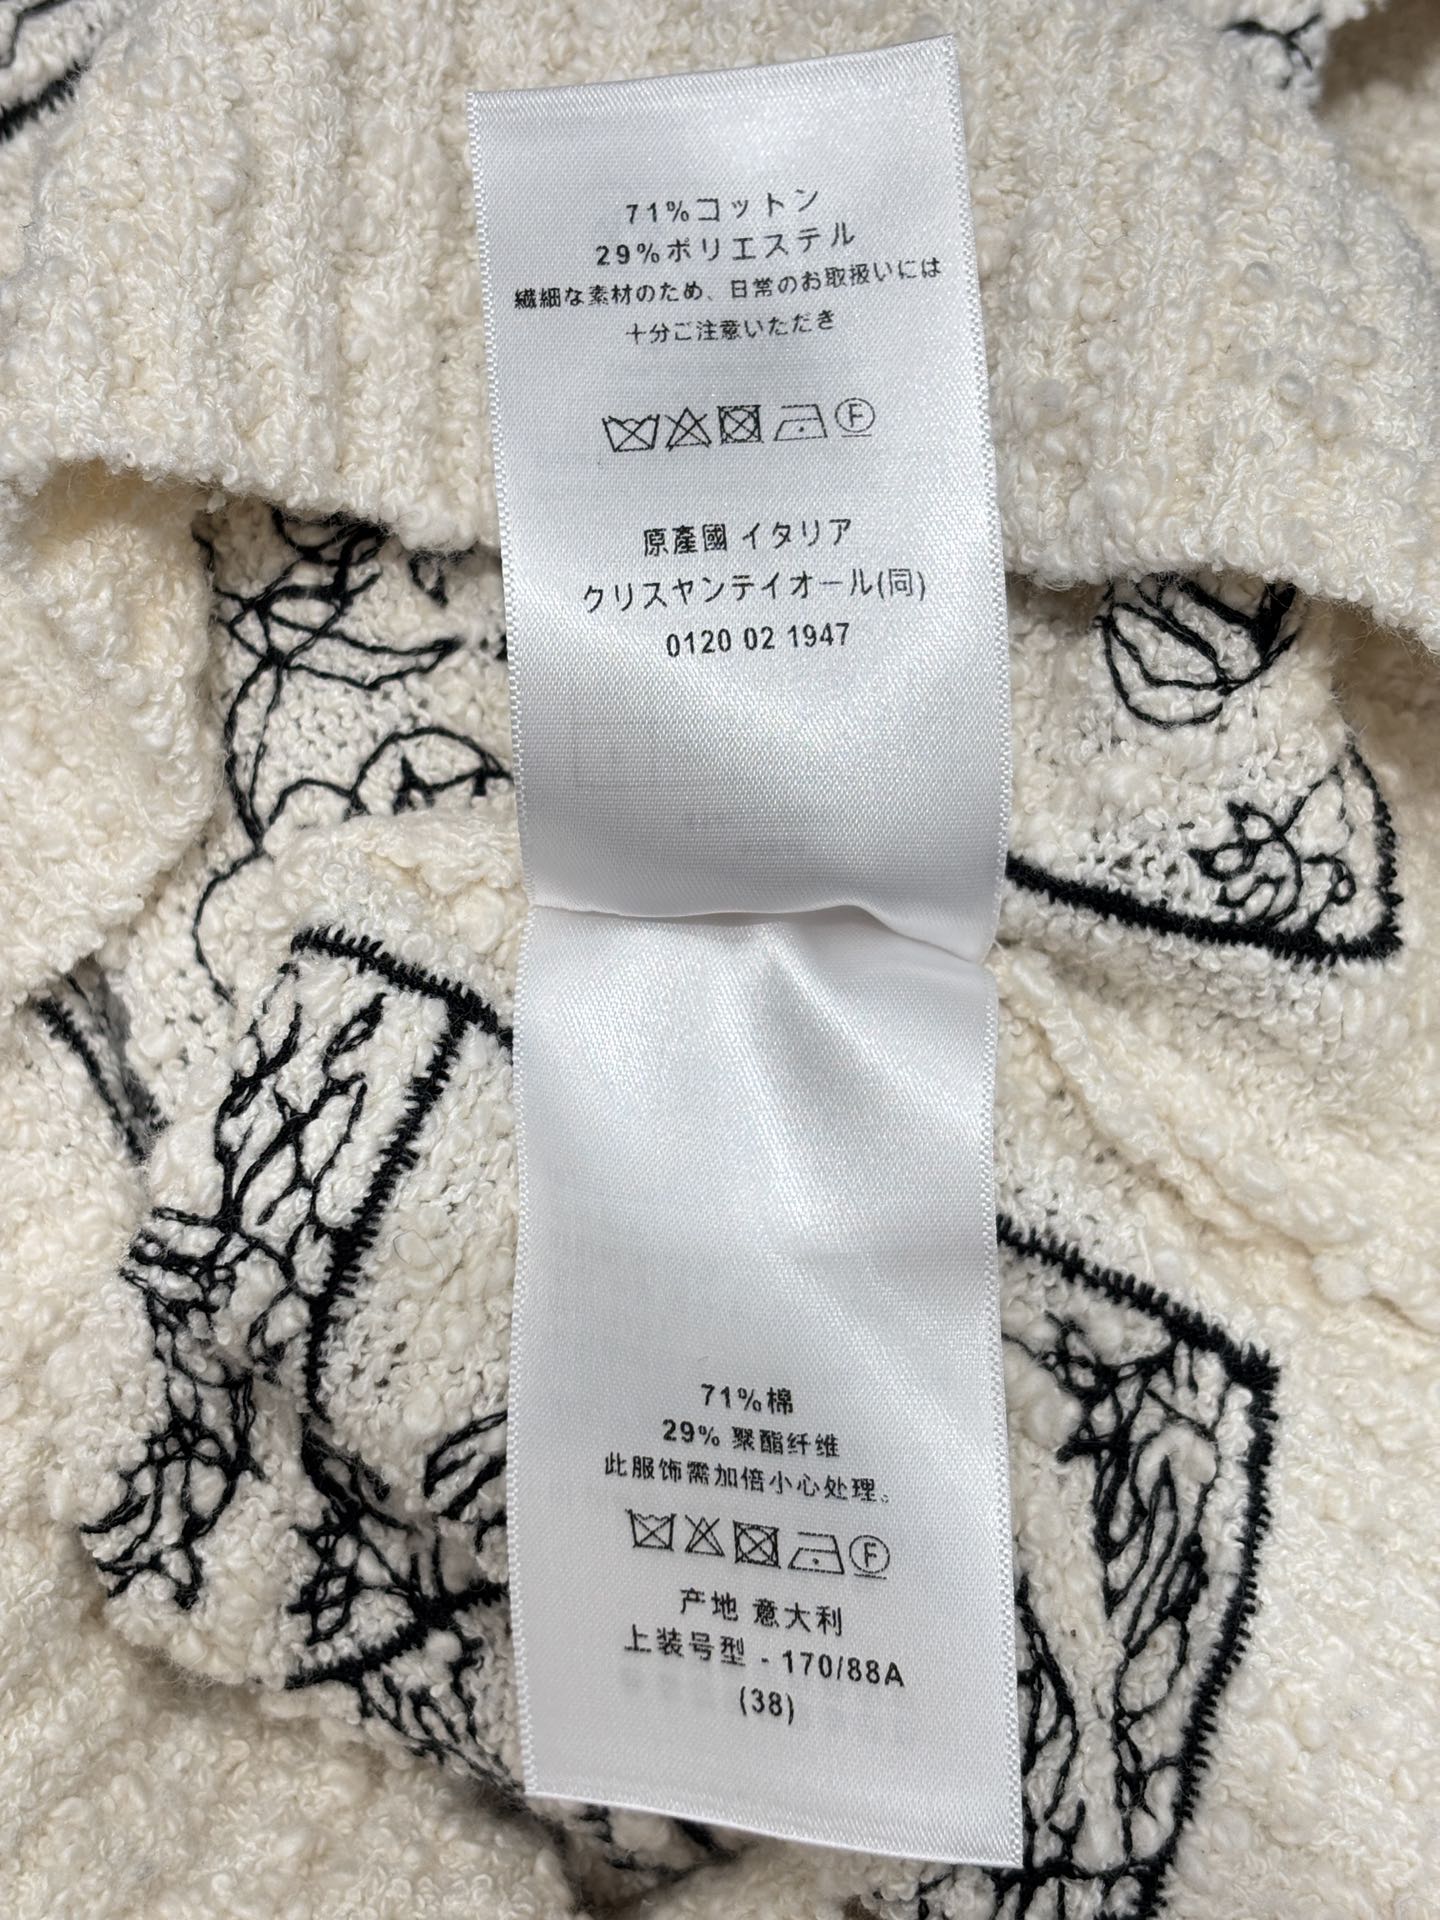 71%コットン
29%ポリエステル
繊細な素材のため、日常のお取扱いには
十分ご注意いただき
F
原產國 イタリア
クリスヤンテイオール(同)
0120 02 1947
71%棉
29% 聚酯纤维
此服饰需加倍小心处理。
F
产地 意大利
上装号型 - 170/88A
(38)